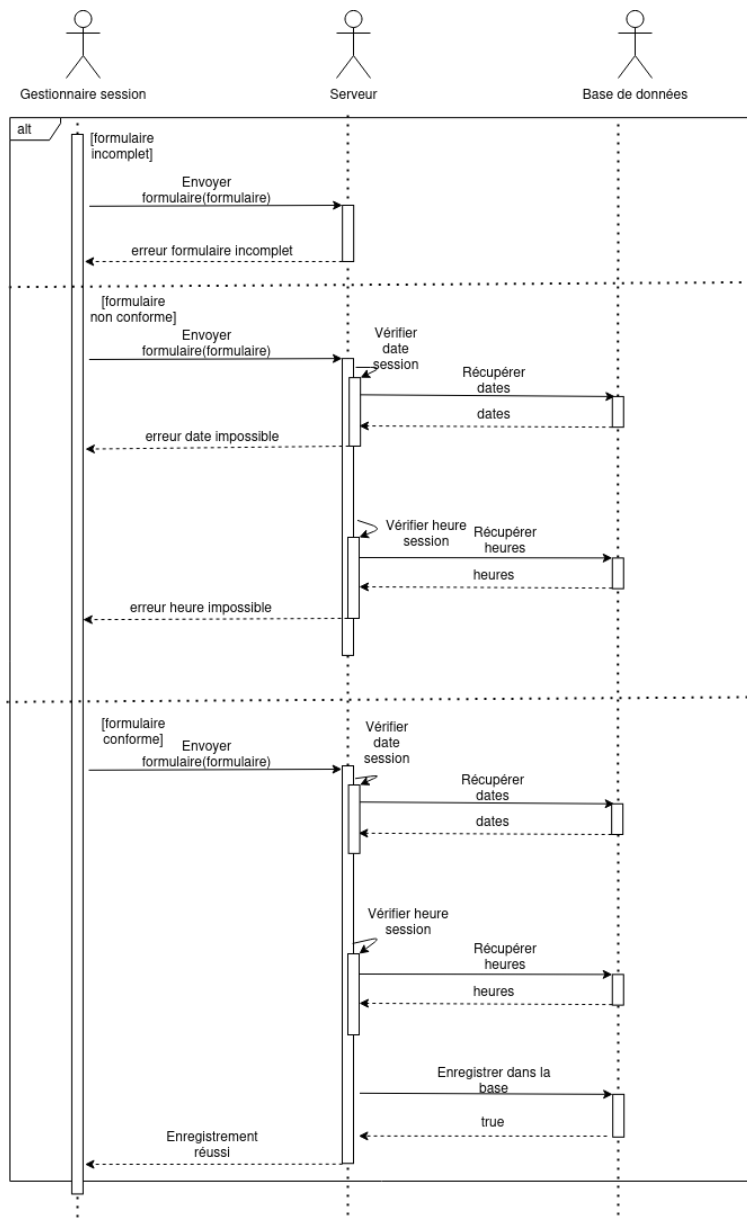 Gestionnaire session
Serveur
Base de données
alt
[formulaire
incomplet]
Envoyer
formulaire(formulaire)
erreur formulaire incomplet
[formulaire
non conforme]
Envoyer
formulaire(formulaire)
Vérifier
date
session
Récupérer
dates
dates
erreur date impossible
Vérifier heure
session
Récupérer
heures
heures
erreur heure impossible
[formulaire
conforme]
Envoyer
formulaire(formulaire)
Vérifier
date
session
Récupérer
dates
dates
Vérifier heure
session
Récupérer
heures
heures
Enregistrer dans la
base
true
Enregistrement
réussi